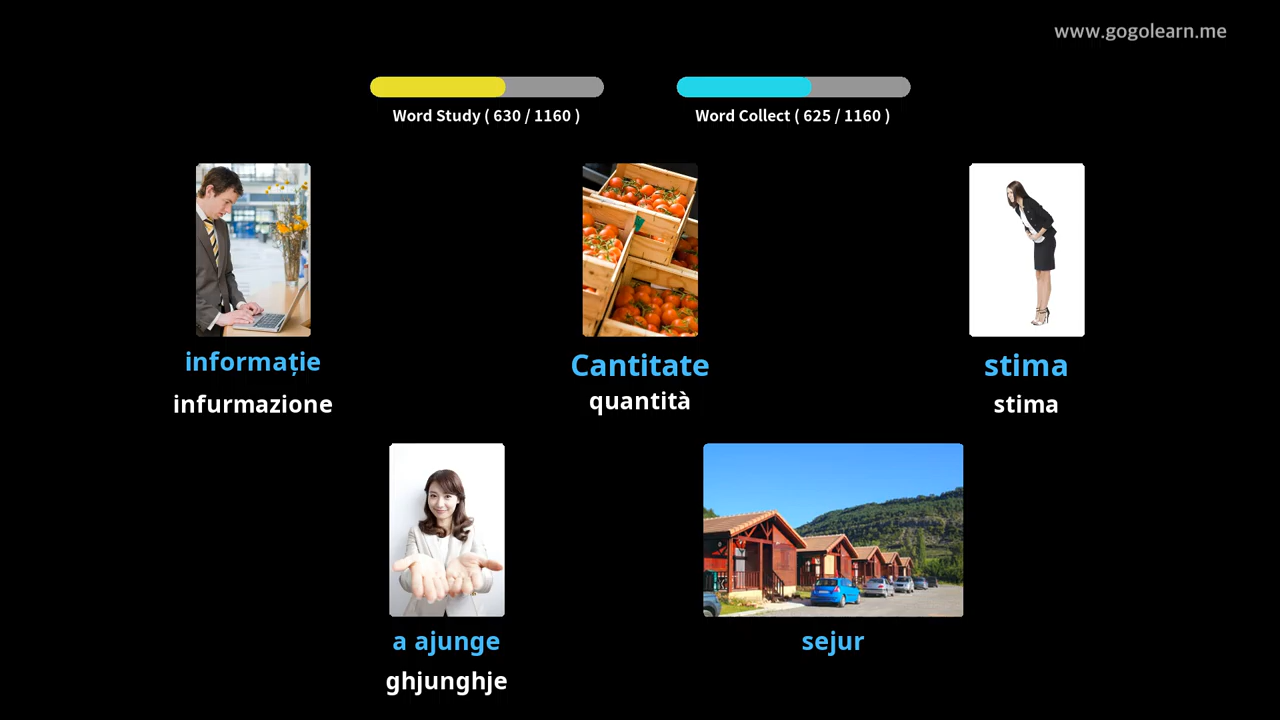 www.gogolearn.me
Word Study ( 630 / 1160 )
Word Collect ( 625 / 1160 )
informație
Cantitate
stima
infurmazione
quantità
stima
a ajunge
sejur
ghjunghje